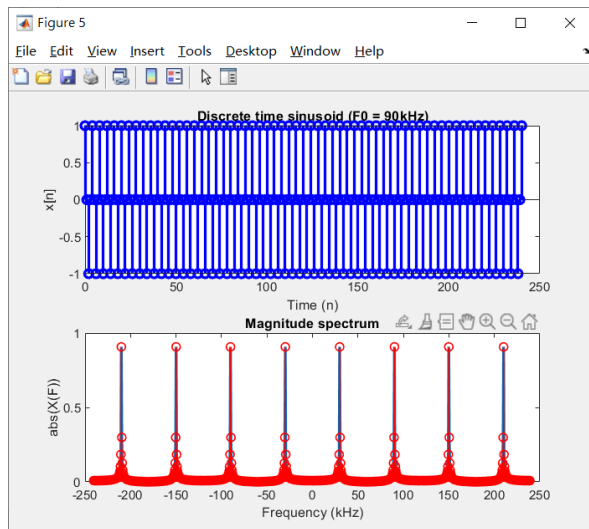 Figure 5
File Edit View Insert Tools Desktop Window Help
Discrete time sinusoid (F0 = 90kHz)
1
0.5
0
-0.5
-1
x[n]
0 50 100 150 200 250
Time (n)
Magnitude spectrum
1
0.5
0
abs(X(F))
-250 -200 -150 -100 -50 0 50 100 150 200 250
Frequency (kHz)